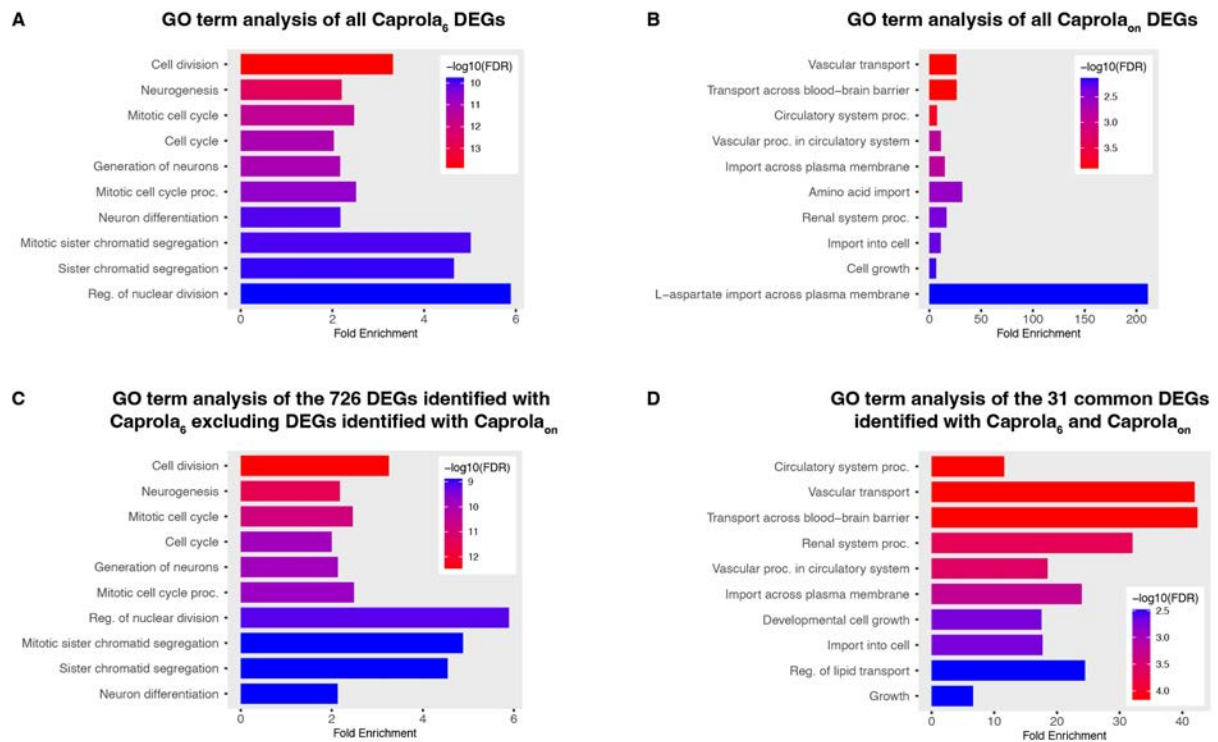 A
GO term analysis of all Caprola6 DEGs
Cell division
Neurogenesis
Mitotic cell cycle
Cell cycle
Generation of neurons
Mitotic cell cycle proc.
Neuron differentiation
Mitotic sister chromatid segregation
Sister chromatid segregation
Reg. of nuclear division
−log10(FDR)
10
11
12
13
0 2 4 6
Fold Enrichment
B
GO term analysis of all Caprolaon DEGs
Vascular transport
Transport across blood−brain barrier
Circulatory system proc.
Vascular proc. in circulatory system
Import across plasma membrane
Amino acid import
Renal system proc.
Import into cell
Cell growth
L−aspartate import across plasma membrane
−log10(FDR)
2.5
3.0
3.5
0 50 100 150 200
Fold Enrichment
C
GO term analysis of the 726 DEGs identified with
Caprola6 excluding DEGs identified with Caprolaon
Cell division
Neurogenesis
Mitotic cell cycle
Cell cycle
Generation of neurons
Mitotic cell cycle proc.
Reg. of nuclear division
Mitotic sister chromatid segregation
Sister chromatid segregation
Neuron differentiation
−log10(FDR)
9
10
11
12
0 2 4 6
Fold Enrichment
D
GO term analysis of the 31 common DEGs
identified with Caprola6 and Caprolaon
Circulatory system proc.
Vascular transport
Transport across blood−brain barrier
Renal system proc.
Vascular proc. in circulatory system
Import across plasma membrane
Developmental cell growth
Import into cell
Reg. of lipid transport
Growth
−log10(FDR)
2.5
3.0
3.5
4.0
0 10 20 30 40
Fold Enrichment